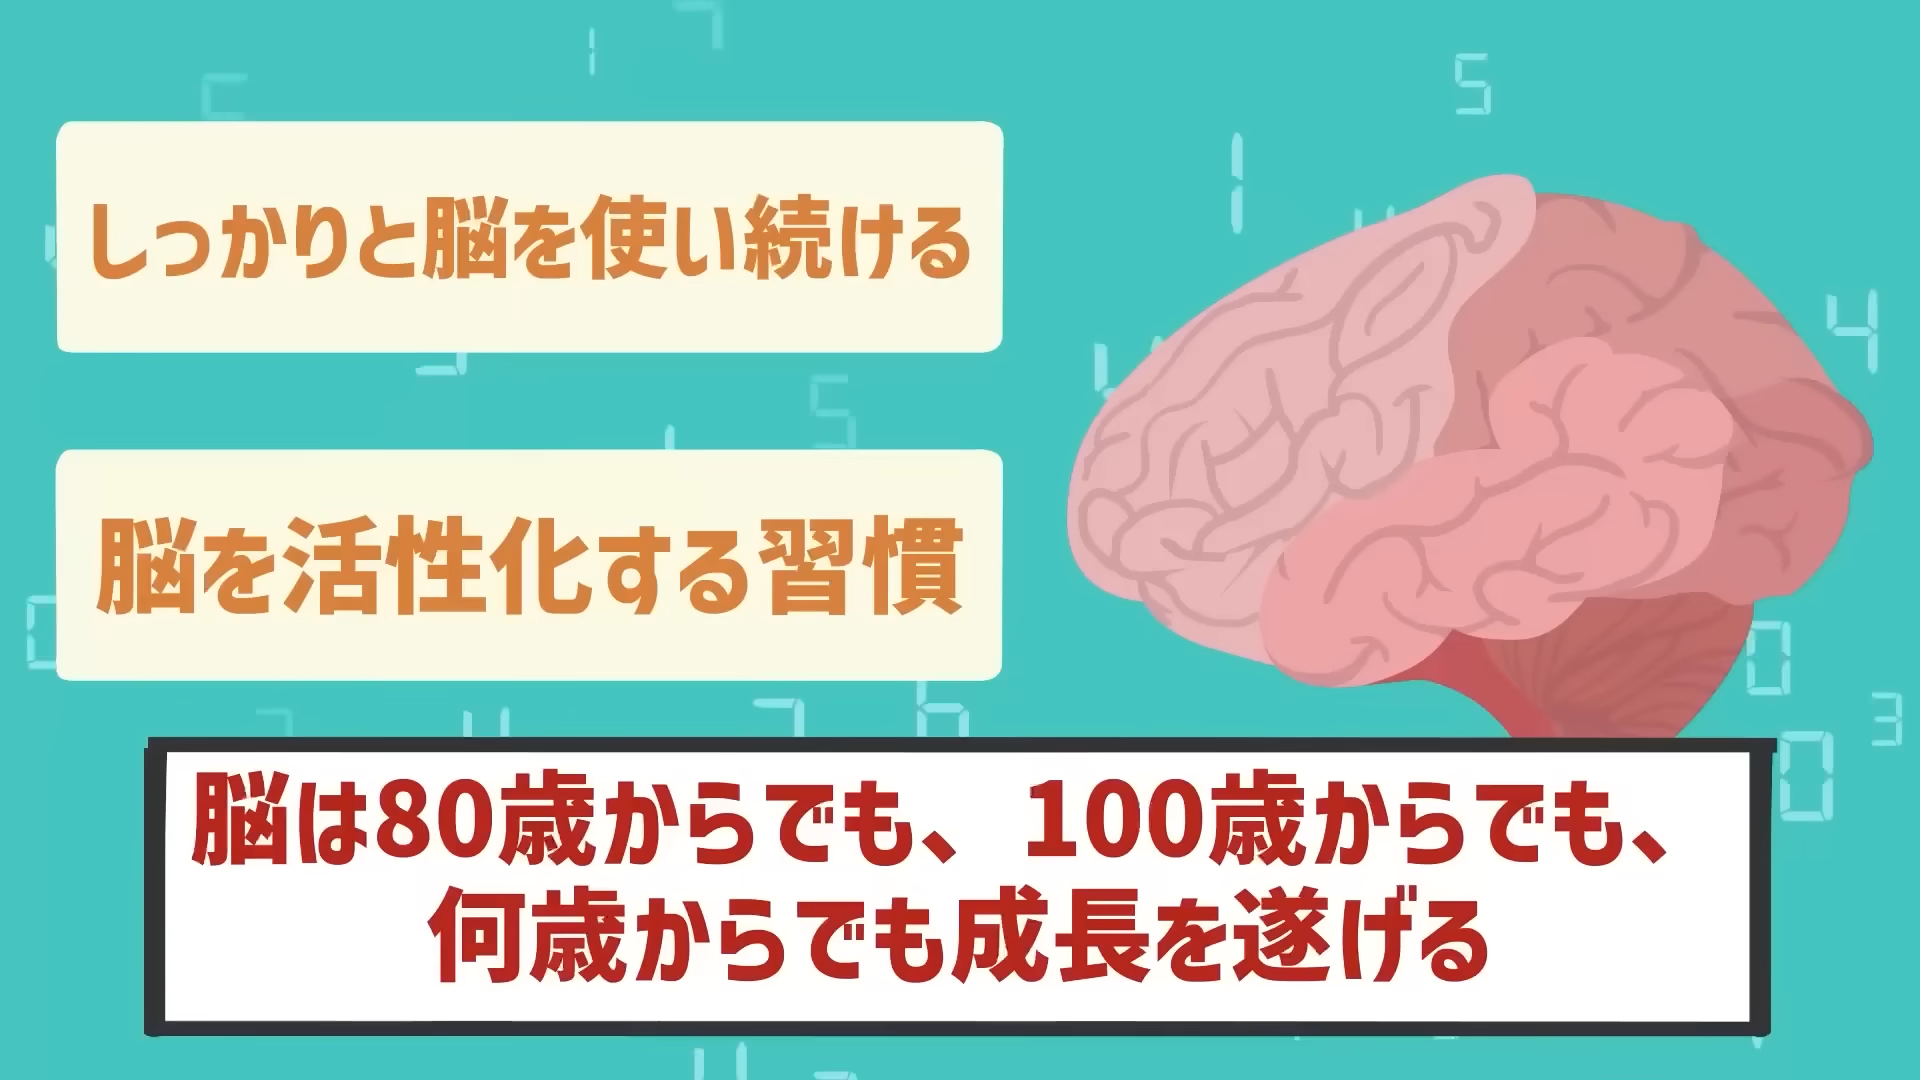 しっかりと脳を使い続ける
脳を活性化する習慣
脳は80歳からでも、100歳からでも、
何歳からでも成長を遂げる